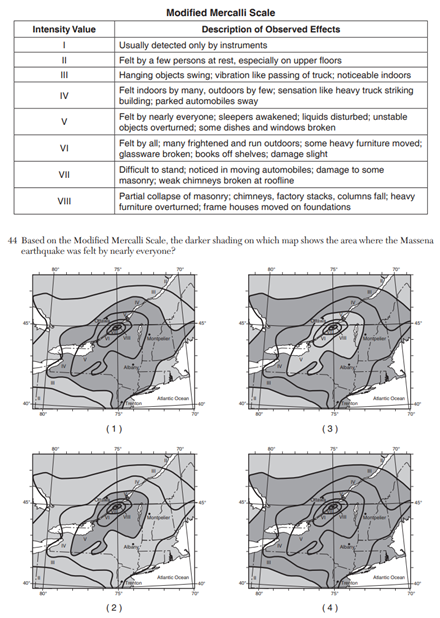 Modified Mercalli Scale
Intensity Value Description of Observed Effects
I Usually detected only by instruments
II Felt by a few persons at rest, especially on upper floors
III Hanging objects swing; vibration like passing of truck; noticeable indoors
IV Felt indoors by many, outdoors by few; sensation like heavy truck striking
building; parked automobiles sway
V Felt by nearly everyone; sleepers awakened; liquids disturbed; unstable
objects overturned; some dishes and windows broken
VI Felt by all; many frightened and run outdoors; some heavy furniture moved;
glassware broken; books off shelves; damage slight
VII Difficult to stand; noticed in moving automobiles; damage to some
masonry; weak chimneys broken at roofline
VIII Partial collapse of masonry; chimneys, factory stacks, columns fall; heavy
furniture overturned; frame houses moved on foundations
44 Based on the Modified Mercalli Scale, the darker shading on which map shows the area where the Massena
earthquake was felt by nearly everyone?
80° 75° 70° 80° 75° 70°
III III
IV IV
45° 45° 45° 45°
VI VIII Montpelier VI VIII Montpelier
V V
IV Albany IV Albany
III III
II Atlantic Ocean II Atlantic Ocean
40° Trenton 40° 40° Trenton 40°
80° 75° 70° 80° 75° 70°
( 1 ) ( 3 )
80° 75° 70° 80° 75° 70°
III III
IV IV
45° 45° 45° 45°
VI VIII Montpelier VI VIII Montpelier
V V
IV Albany IV Albany
III III
II Atlantic Ocean II Atlantic Ocean
40° Trenton 40° 40° Trenton 40°
80° 75° 70° 80° 75° 70°
( 2 ) ( 4 )